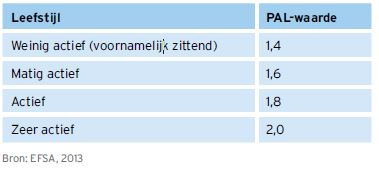 Leefstijl PAL-waarde
Weinig actief (voornamelijk zittend) 1,4
Matig actief 1,6
Actief 1,8
Zeer actief 2,0
Bron: EFSA, 2013